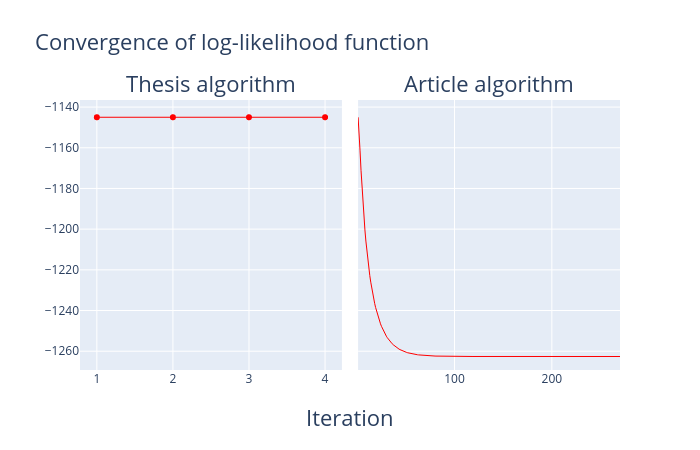 Convergence of log-likelihood function
Thesis algorithm
Article algorithm
−1140
−1160
−1180
−1200
−1220
−1240
−1260
1 2 3 4
100 200
Iteration